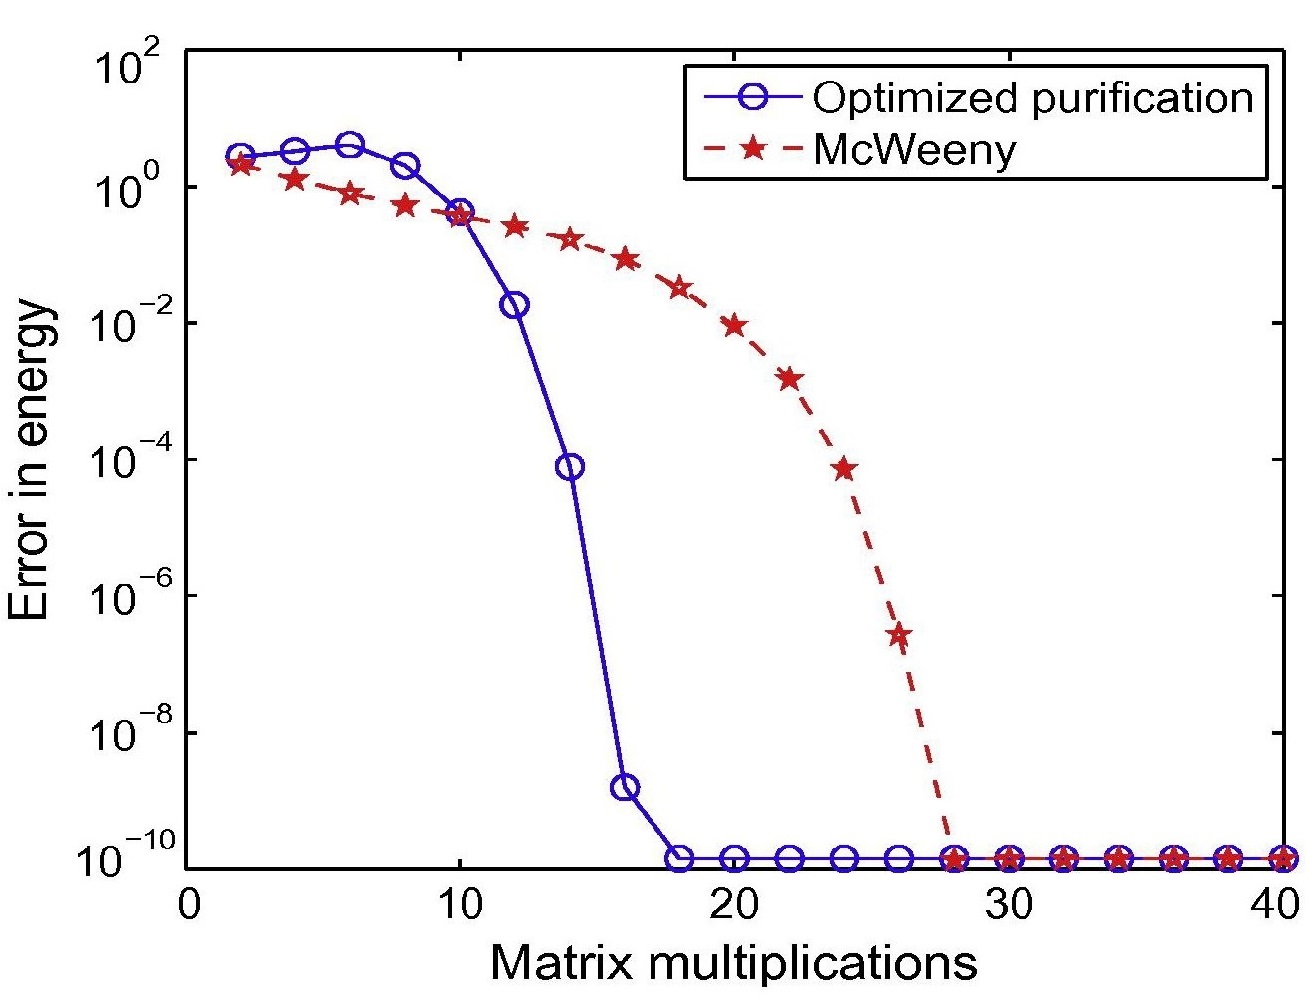 10^2
10^0
10^−2
10^−4
10^−6
10^−8
10^−10
Error in energy
Optimized purification
McWeeny
0 10 20 30 40
Matrix multiplications